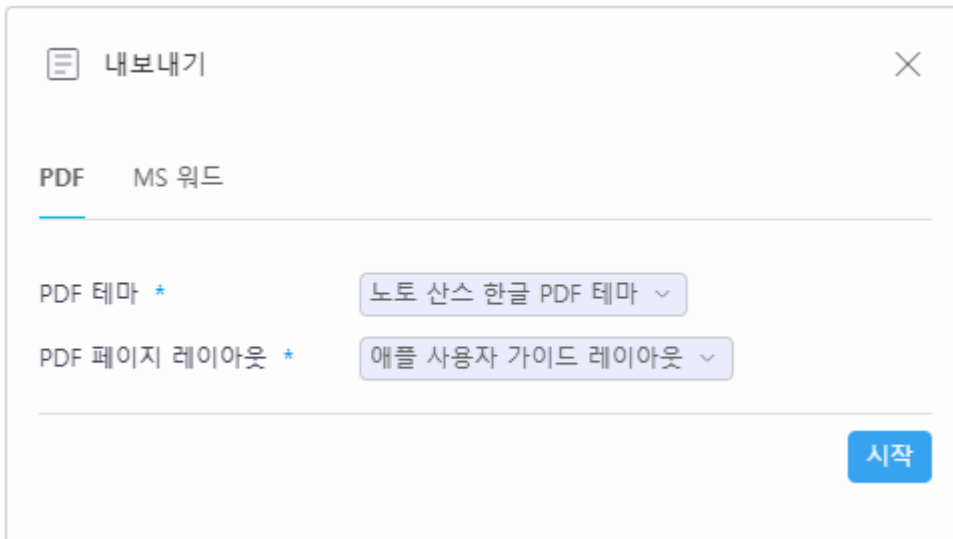 내보내기
PDF MS 워드
PDF 테마 * 노토 산스 한글 PDF 테마
PDF 페이지 레이아웃 * 애플 사용자 가이드 레이아웃
시작